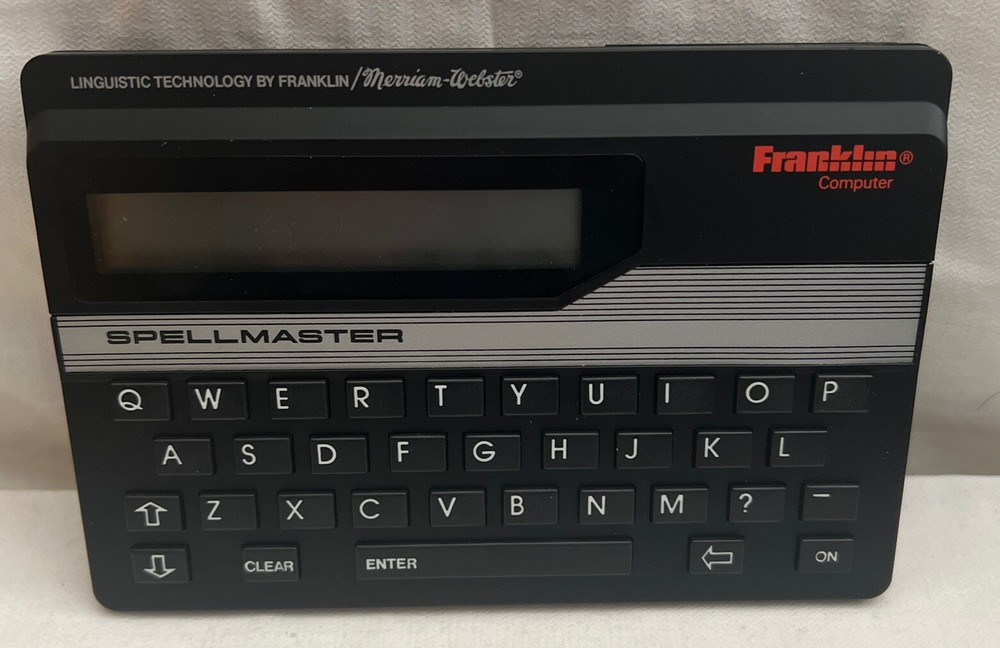 LINGUISTIC TECHNOLOGY BY FRANKLIN/Merriam-Webster®
Franklin®
Computer
SPELLMASTER
Q W E R T Y U I O P
A S D F G H J K L
⇧ Z X C V B N M ? -
⇩ CLEAR ENTER ⇦ ON